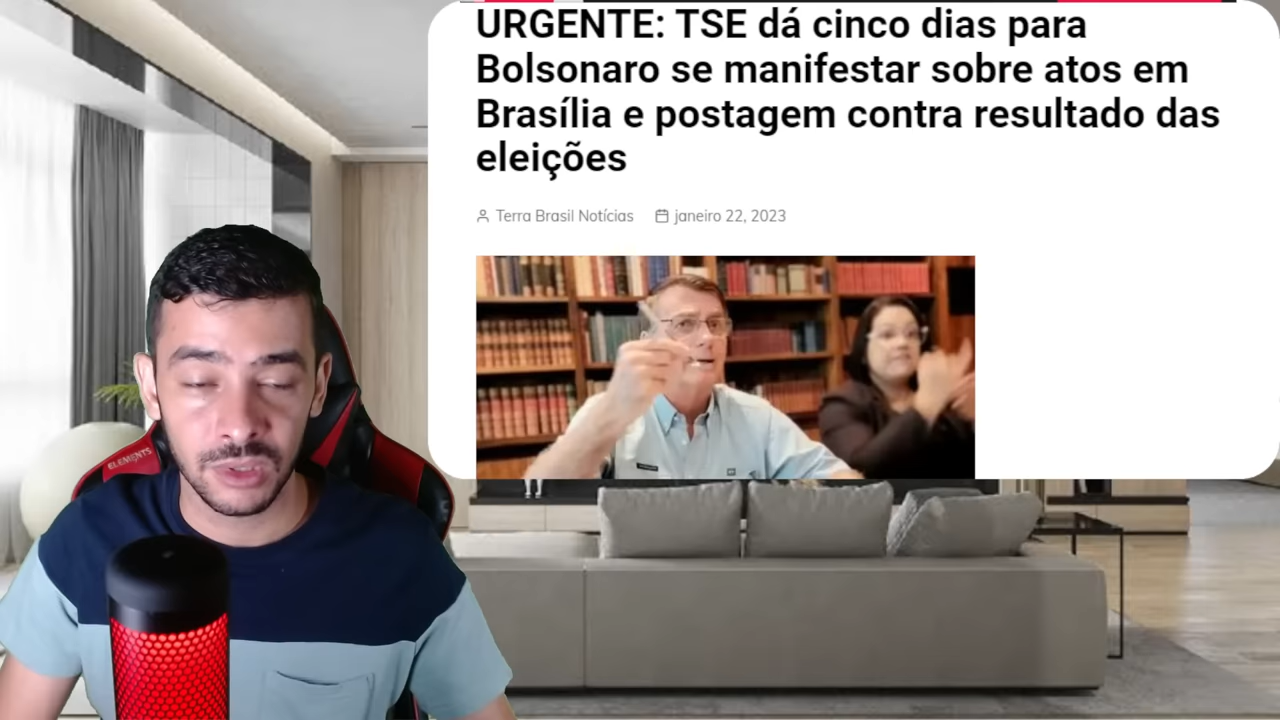 URGENTE: TSE dá cinco dias para
Bolsonaro se manifestar sobre atos em
Brasília e postagem contra resultado das
eleições
Terra Brasil Notícias janeiro 22, 2023
ELEMENTS